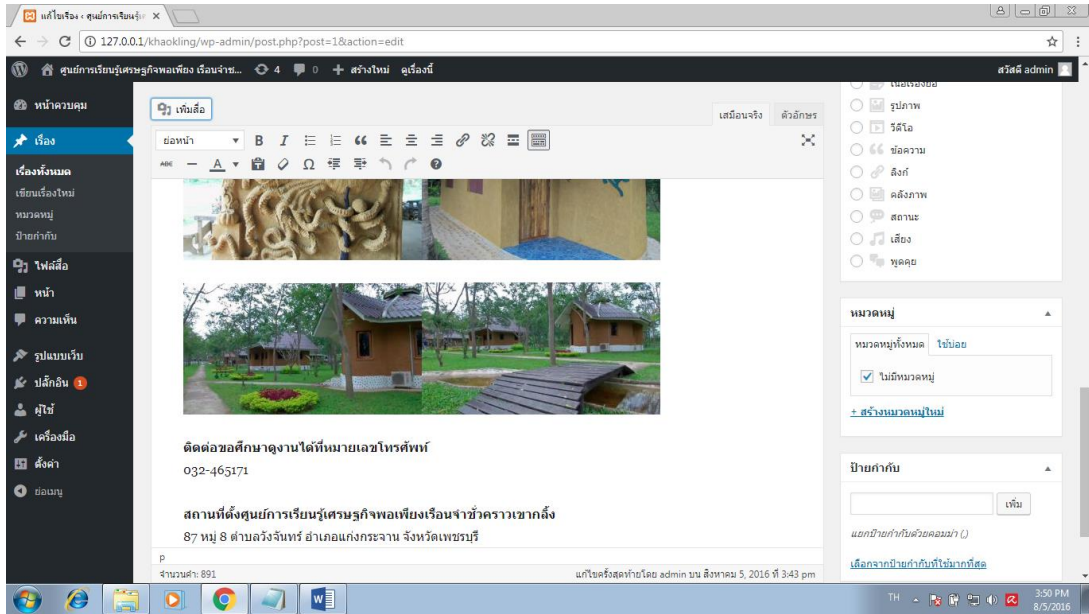 แก้ไขเรื่อง ‹ ศูนย์การเรียนรู้เ
127.0.0.1/khaokling/wp-admin/post.php?post=1&action=edit
ศูนย์การเรียนรู้เศรษฐกิจพอเพียง เรือนจำช... 4 0 + สร้างใหม่ ดูเรื่องนี้ สวัสดี admin
หน้าควบคุม
เรื่อง
เรื่องทั้งหมด
เขียนเรื่องใหม่
หมวดหมู่
ป้ายกำกับ
ไฟล์สื่อ
หน้า
ความเห็น
รูปแบบเว็บ
ปลั๊กอิน 1
ผู้ใช้
เครื่องมือ
ตั้งค่า
ย่อเมนู
เพิ่มสื่อ
เสมือนจริง ตัวอักษร
ย่อหน้า B I
ABC A Ω
ติดต่อขอศึกษาดูงานได้ที่หมายเลขโทรศัพท์
032-465171
สถานที่ตั้งศูนย์การเรียนรู้เศรษฐกิจพอเพียงเรือนจำชั่วคราวเขากลิ้ง
87 หมู่ 8 ตำบลวังจันทร์ อำเภอแก่งกระจาน จังหวัดเพชรบุรี
p
จำนวนคำ: 891 แก้ไขครั้งสุดท้ายโดย admin บน สิงหาคม 5, 2016 ที่ 3:43 pm
รูปภาพ
วีดีโอ
ข้อความ
ลิงก์
คลังภาพ
สถานะ
เสียง
พูดคุย
หมวดหมู่
หมวดหมู่ทั้งหมด ใช้บ่อย
ไม่มีหมวดหมู่
+ สร้างหมวดหมู่ใหม่
ป้ายกำกับ
เพิ่ม
แยกป้ายกำกับด้วยคอมม่า (,)
เลือกจากป้ายกำกับที่ใช้มากที่สุด
TH 3:50 PM
8/5/2016